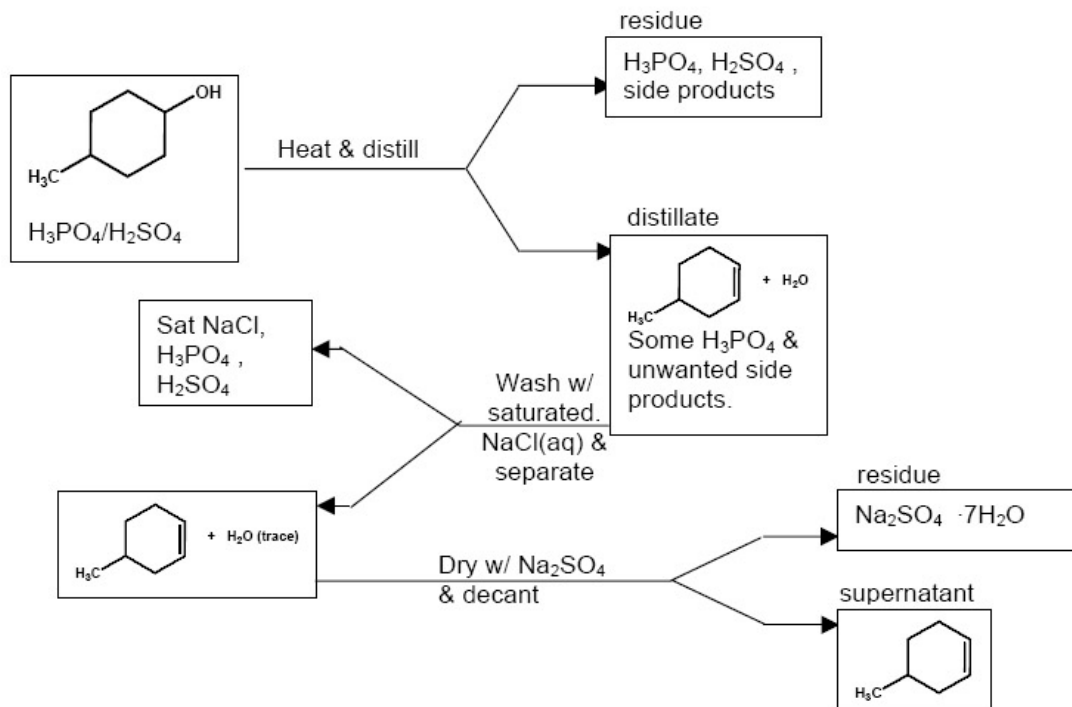 residue
H₃PO₄, H₂SO₄ ,
side products
OH
H₃C
H₃PO₄/H₂SO₄
Heat & distill
distillate
+ H₂O
H₃C
Some H₃PO₄ &
unwanted side
products.
Sat NaCl,
H₃PO₄ ,
H₂SO₄
Wash w/
saturated.
NaCl(aq) &
separate
+ H₂O (trace)
H₃C
Dry w/ Na₂SO₄
& decant
residue
Na₂SO₄ ·7H₂O
supernatant
H₃C